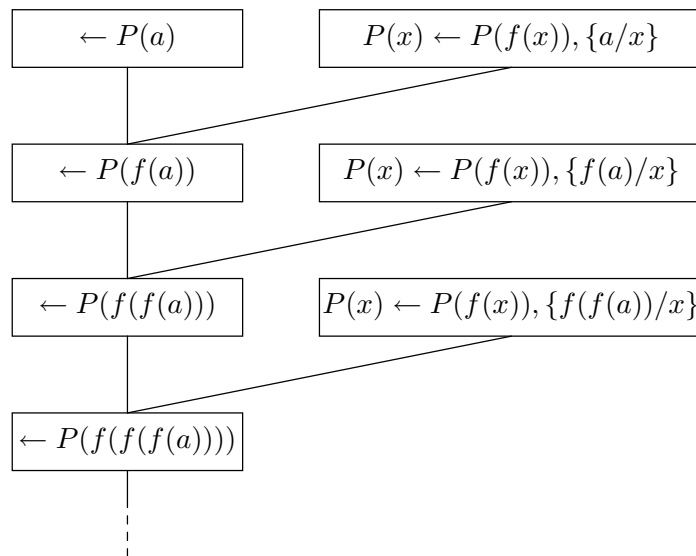 ← P(a)
P(x) ← P(f(x)), {a/x}
← P(f(a))
P(x) ← P(f(x)), {f(a)/x}
← P(f(f(a)))
P(x) ← P(f(x)), {f(f(a))/x}
← P(f(f(f(a))))